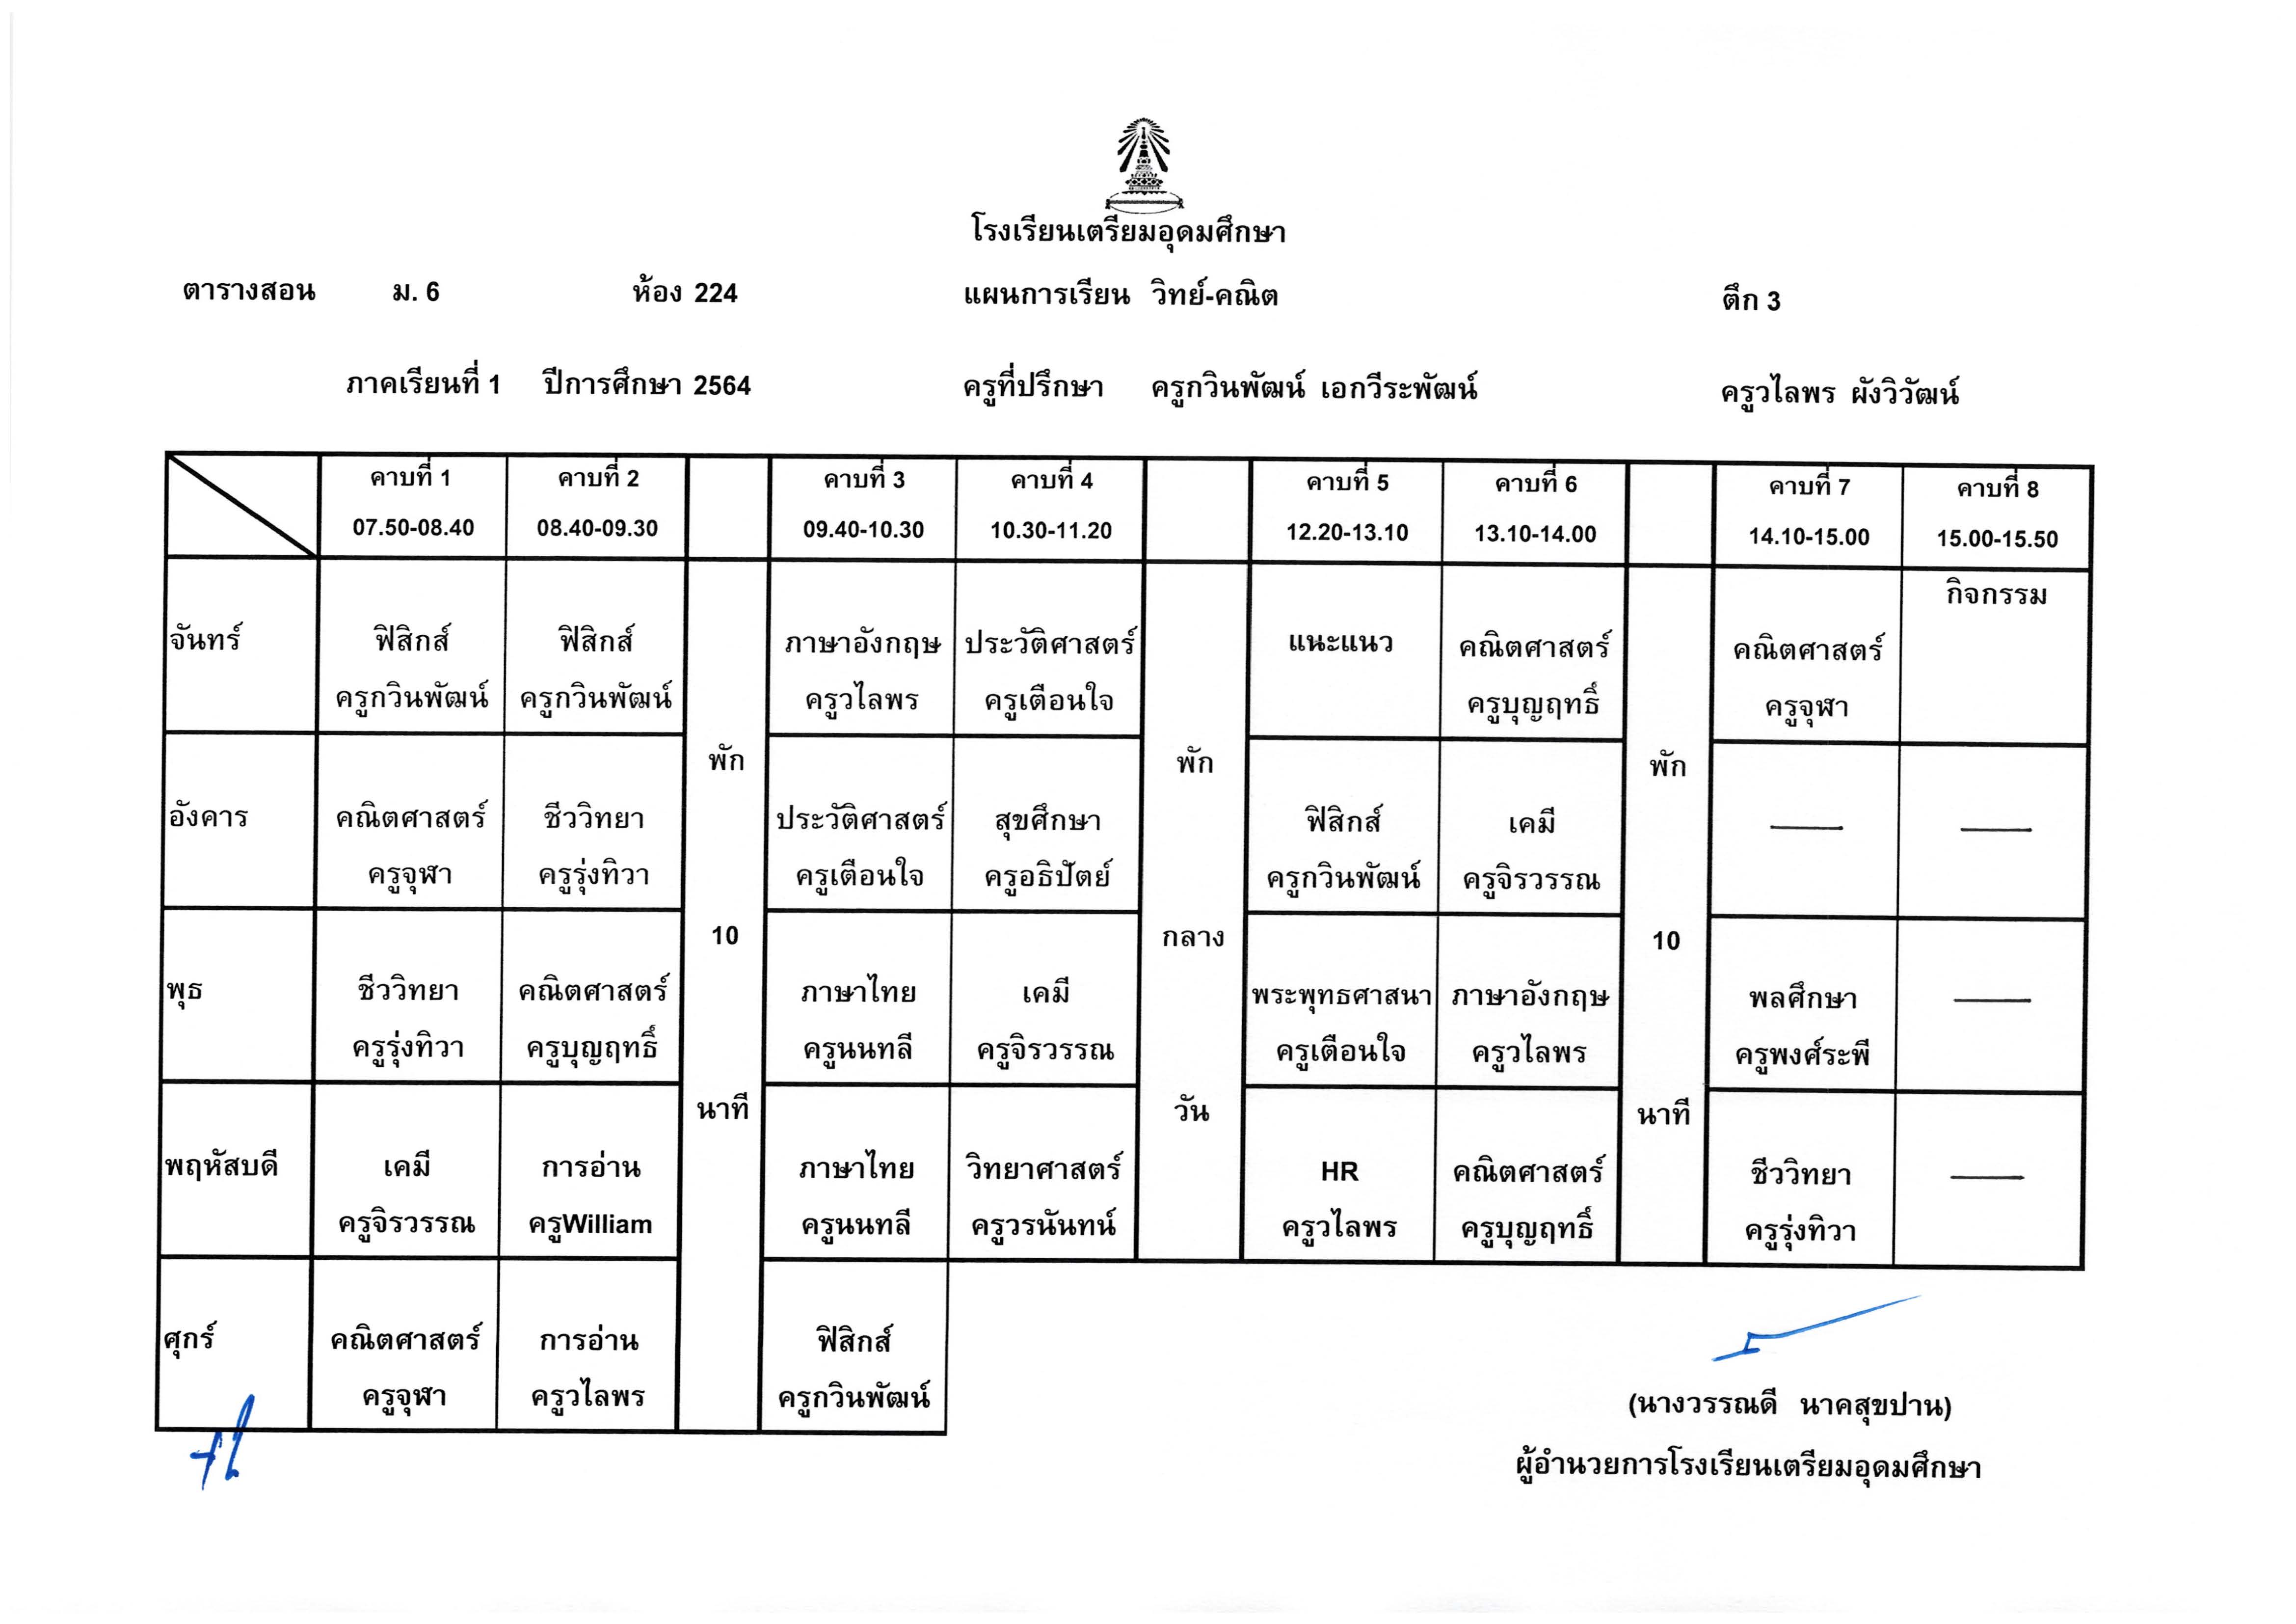 โรงเรียนเตรียมอุดมศึกษา
ตารางสอน ม. 6 ห้อง 224 แผนการเรียน วิทย์-คณิต ตึก 3
ภาคเรียนที่ 1 ปีการศึกษา 2564 ครูที่ปรึกษา ครูกวินพัฒน์ เอกวีระพัฒน์ ครูวไลพร ผังวิวัฒน์
คาบที่ 1 คาบที่ 2 คาบที่ 3 คาบที่ 4 คาบที่ 5 คาบที่ 6 คาบที่ 7 คาบที่ 8
07.50-08.40 08.40-09.30 09.40-10.30 10.30-11.20 12.20-13.10 13.10-14.00 14.10-15.00 15.00-15.50
จันทร์ ฟิสิกส์ ฟิสิกส์ ภาษาอังกฤษ ประวัติศาสตร์ แนะแนว คณิตศาสตร์ คณิตศาสตร์ กิจกรรม
ครูกวินพัฒน์ ครูกวินพัฒน์ ครูวไลพร ครูเตือนใจ ครูบุญฤทธิ์ ครูจุฬา
พัก พัก พัก
อังคาร คณิตศาสตร์ ชีววิทยา ประวัติศาสตร์ สุขศึกษา ฟิสิกส์ เคมี
ครูจุฬา ครูรุ่งทิวา ครูเตือนใจ ครูอธิปัตย์ ครูกวินพัฒน์ ครูจิรวรรณ
10 กลาง 10
พุธ ชีววิทยา คณิตศาสตร์ ภาษาไทย เคมี พระพุทธศาสนา ภาษาอังกฤษ พลศึกษา
ครูรุ่งทิวา ครูบุญฤทธิ์ ครูนนทลี ครูจิรวรรณ ครูเตือนใจ ครูวไลพร ครูพงศ์ระพี
นาที วัน นาที
พฤหัสบดี เคมี การอ่าน ภาษาไทย วิทยาศาสตร์ HR คณิตศาสตร์ ชีววิทยา
ครูจิรวรรณ ครูWilliam ครูนนทลี ครูวรนันทน์ ครูวไลพร ครูบุญฤทธิ์ ครูรุ่งทิวา
ศุกร์ คณิตศาสตร์ การอ่าน ฟิสิกส์
ครูจุฬา ครูวไลพร ครูกวินพัฒน์
(นางวรรณดี นาคสุขปาน)
ผู้อำนวยการโรงเรียนเตรียมอุดมศึกษา